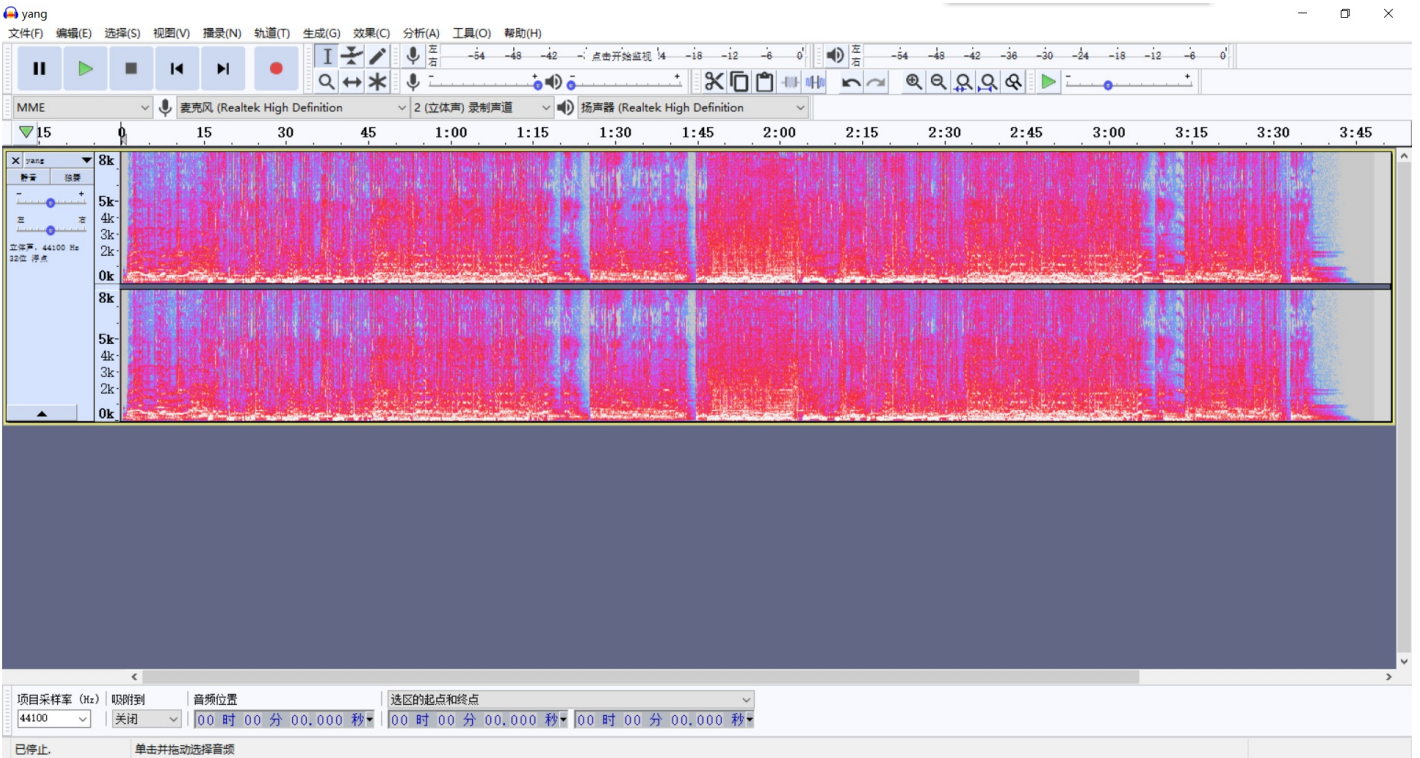 yang
文件(F) 编辑(E) 选择(S) 视图(V) 播录(N) 轨道(T) 生成(G) 效果(C) 分析(A) 工具(O) 帮助(H)
左 -54 -48 -42 点击开始监视 -18 -12 -6 0 左 -54 -48 -42 -36 -30 -24 -18 -12 -6 0
右 右
MME 麦克风 (Realtek High Definition 2 (立体声) 录制声道 扬声器 (Realtek High Definition
15 0 15 30 45 1:00 1:15 1:30 1:45 2:00 2:15 2:30 2:45 3:00 3:15 3:30 3:45
yang 8k
静音 独奏
- + 5k
左 右 4k
3k
立体声, 44100 Hz 2k
32位 浮点
0k
8k
5k
4k
3k
2k
0k
项目采样率 (Hz) 吸附到 音频位置 选区的起点和终点
44100 关闭 00 时 00 分 00.000 秒 00 时 00 分 00.000 秒 00 时 00 分 00.000 秒
已停止. 单击并拖动选择音频